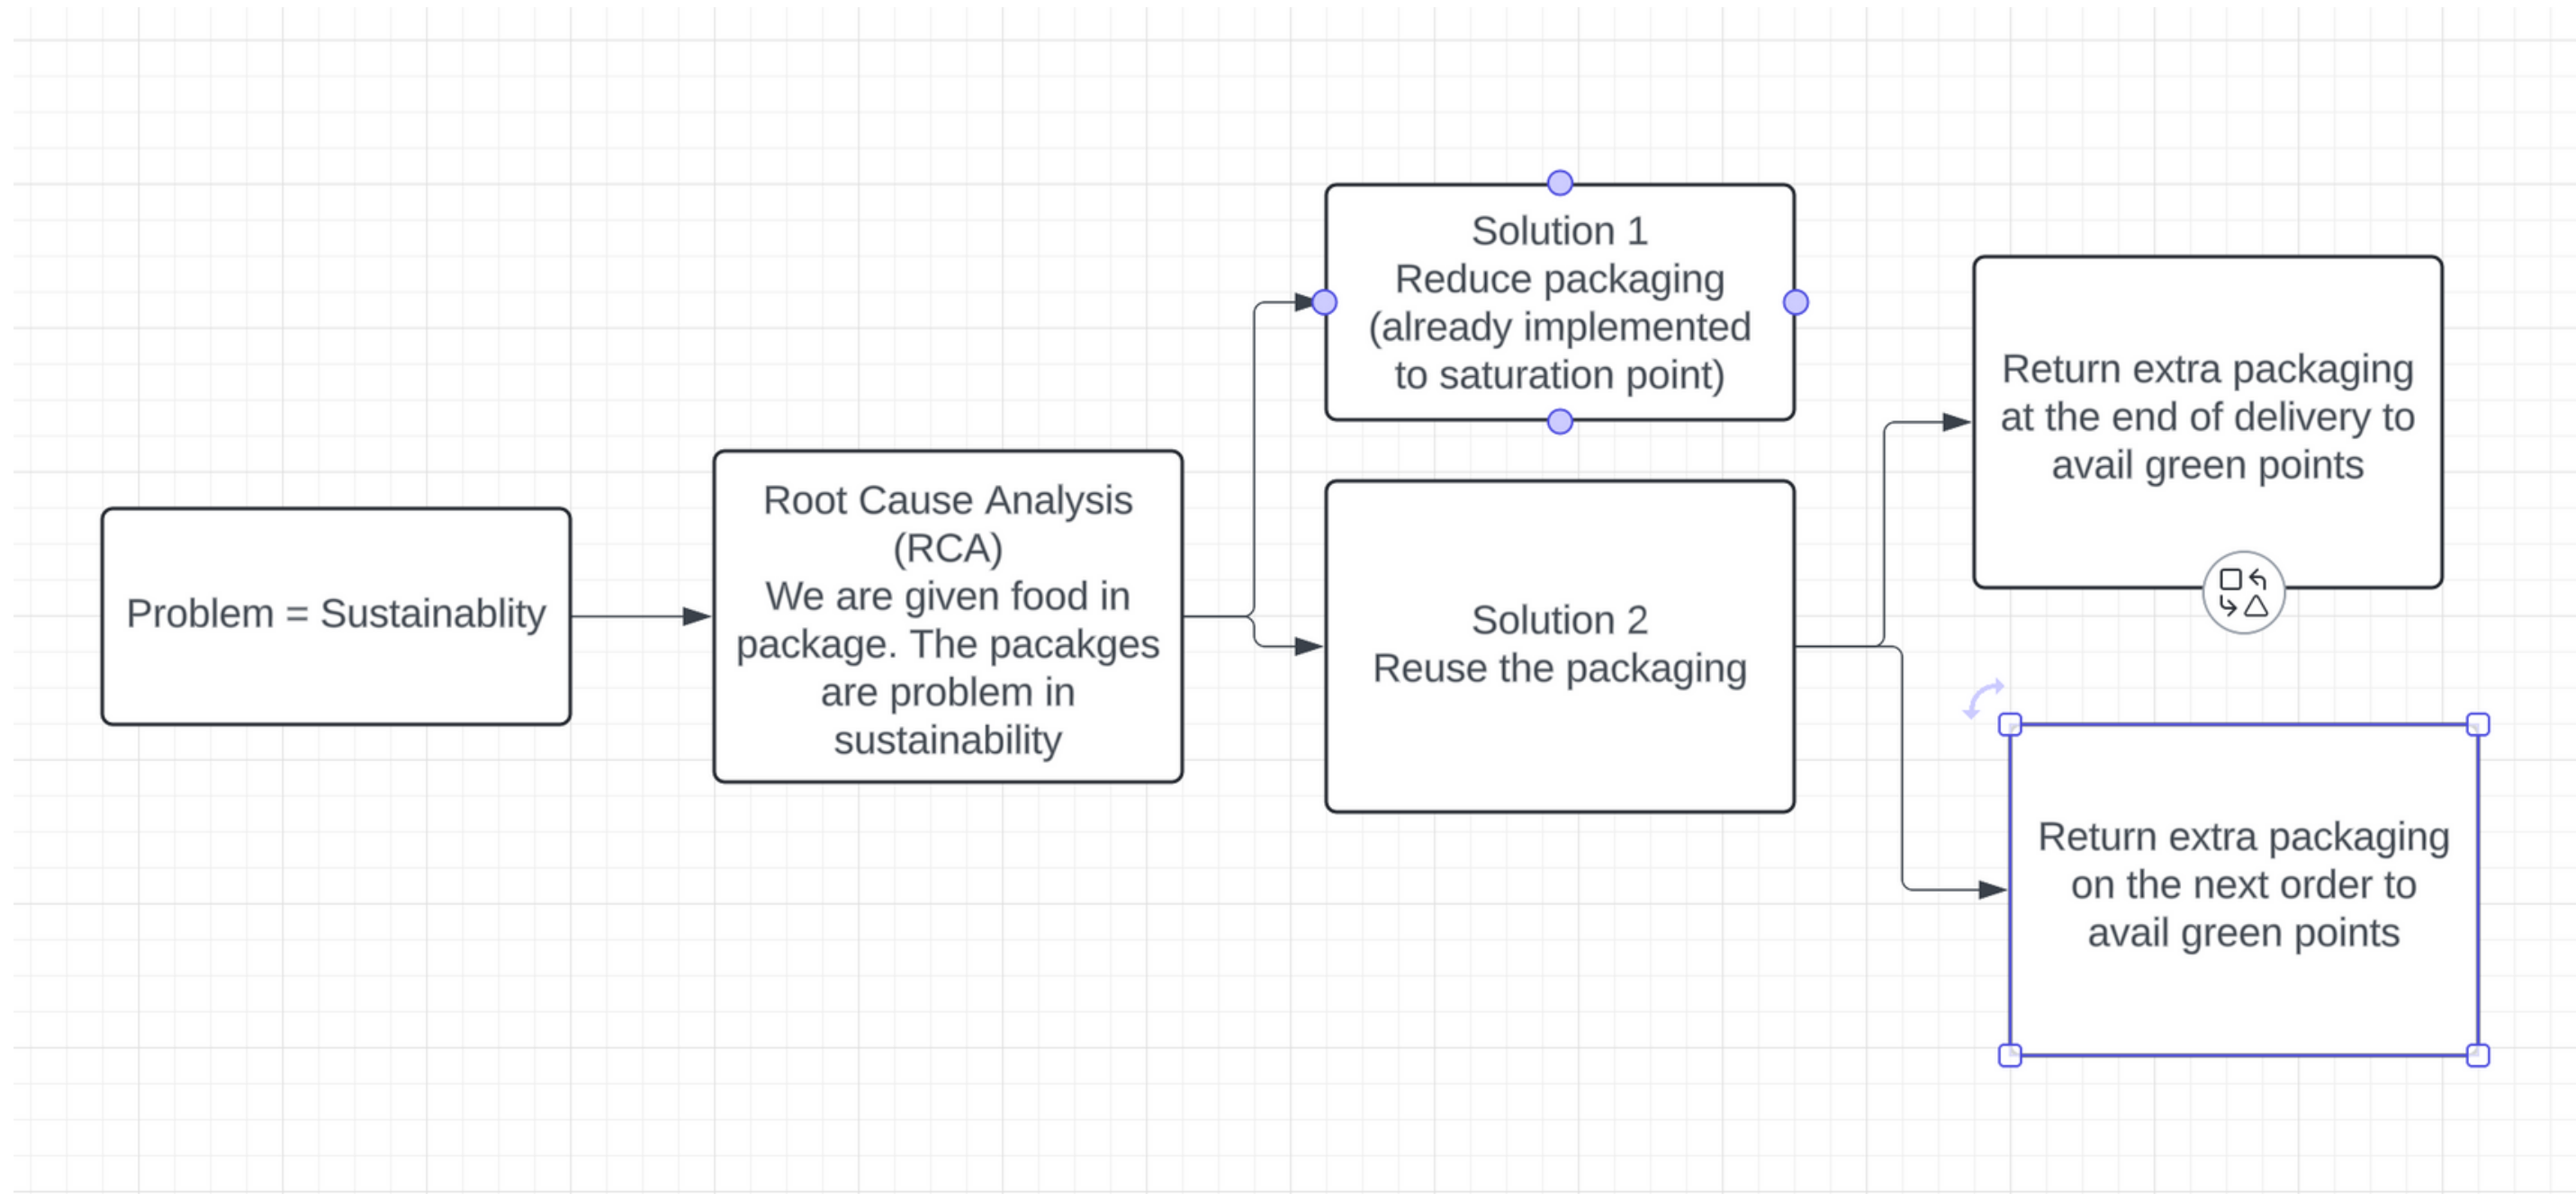 Problem = Sustainablity
Root Cause Analysis
(RCA)
We are given food in
package. The pacakges
are problem in
sustainability
Solution 1
Reduce packaging
(already implemented
to saturation point)
Solution 2
Reuse the packaging
Return extra packaging
at the end of delivery to
avail green points
Return extra packaging
on the next order to
avail green points